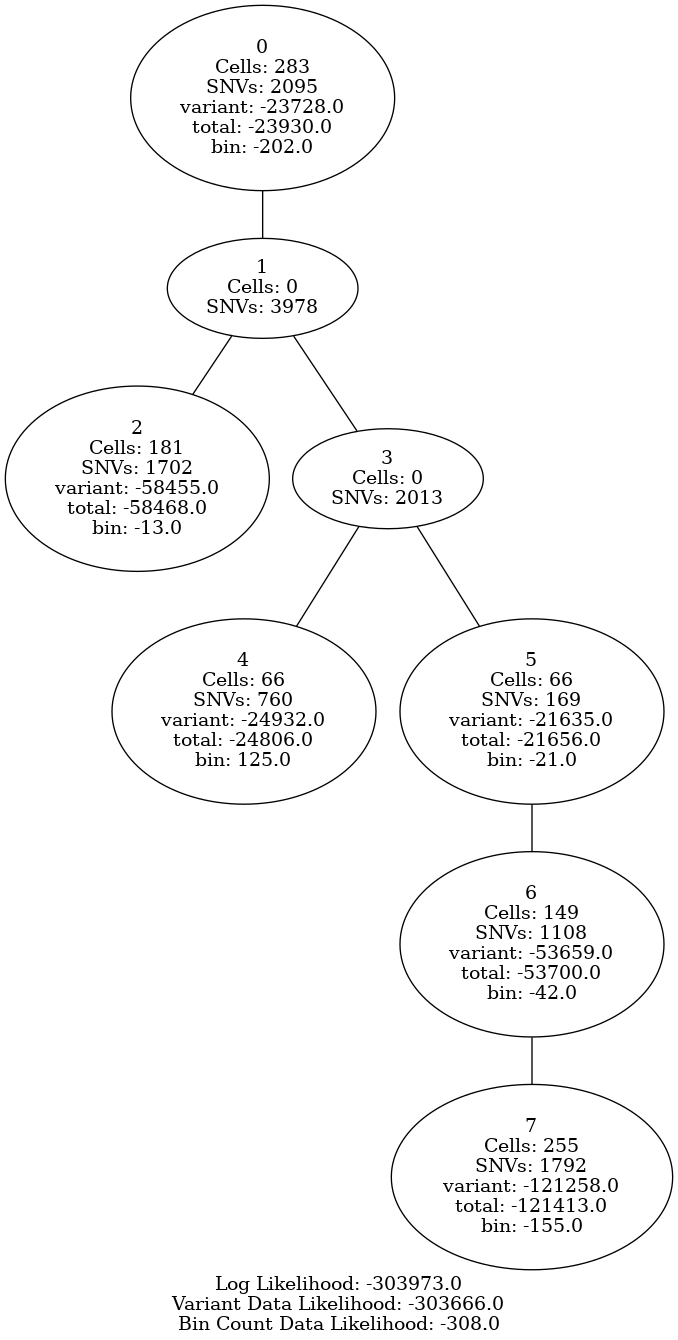 0
Cells: 283
SNVs: 2095
variant: -23728.0
total: -23930.0
bin: -202.0
1
Cells: 0
SNVs: 3978
2
Cells: 181
SNVs: 1702
variant: -58455.0
total: -58468.0
bin: -13.0
3
Cells: 0
SNVs: 2013
4
Cells: 66
SNVs: 760
variant: -24932.0
total: -24806.0
bin: 125.0
5
Cells: 66
SNVs: 169
variant: -21635.0
total: -21656.0
bin: -21.0
6
Cells: 149
SNVs: 1108
variant: -53659.0
total: -53700.0
bin: -42.0
7
Cells: 255
SNVs: 1792
variant: -121258.0
total: -121413.0
bin: -155.0
Log Likelihood: -303973.0
Variant Data Likelihood: -303666.0
Bin Count Data Likelihood: -308.0